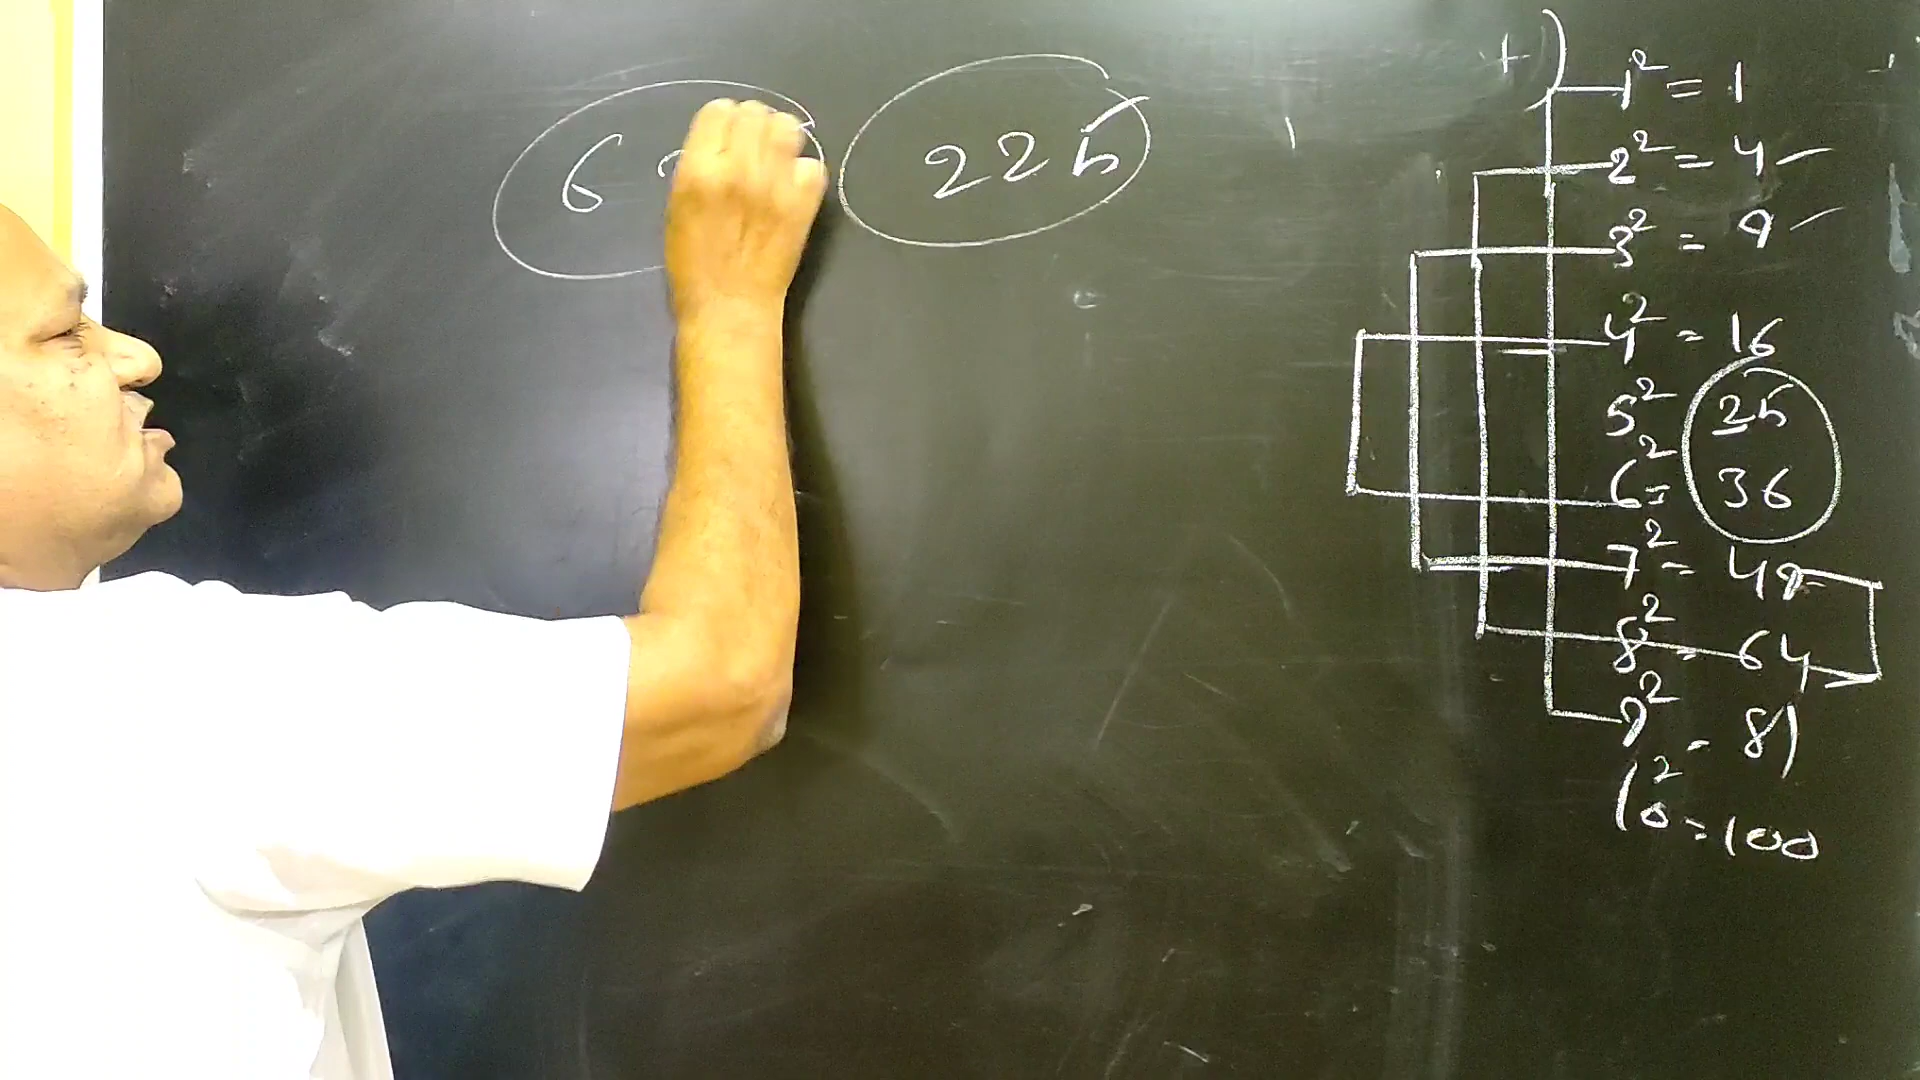 6 225
1² = 1
2² = 4
3² = 9
4² = 16
5² 25
6² = 36
7² = 49
8² = 64
9² = 81
10² = 100